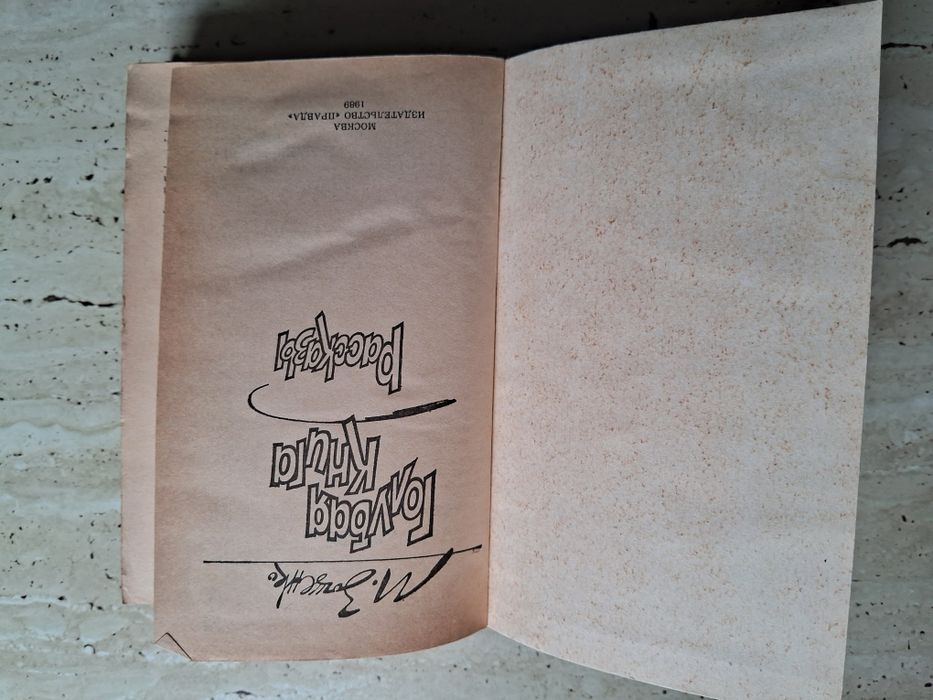 М. Зощенко
Голубая
Книга
рассказы
МОСКВА
ИЗДАТЕЛЬСТВО «ПРАВДА»
1989